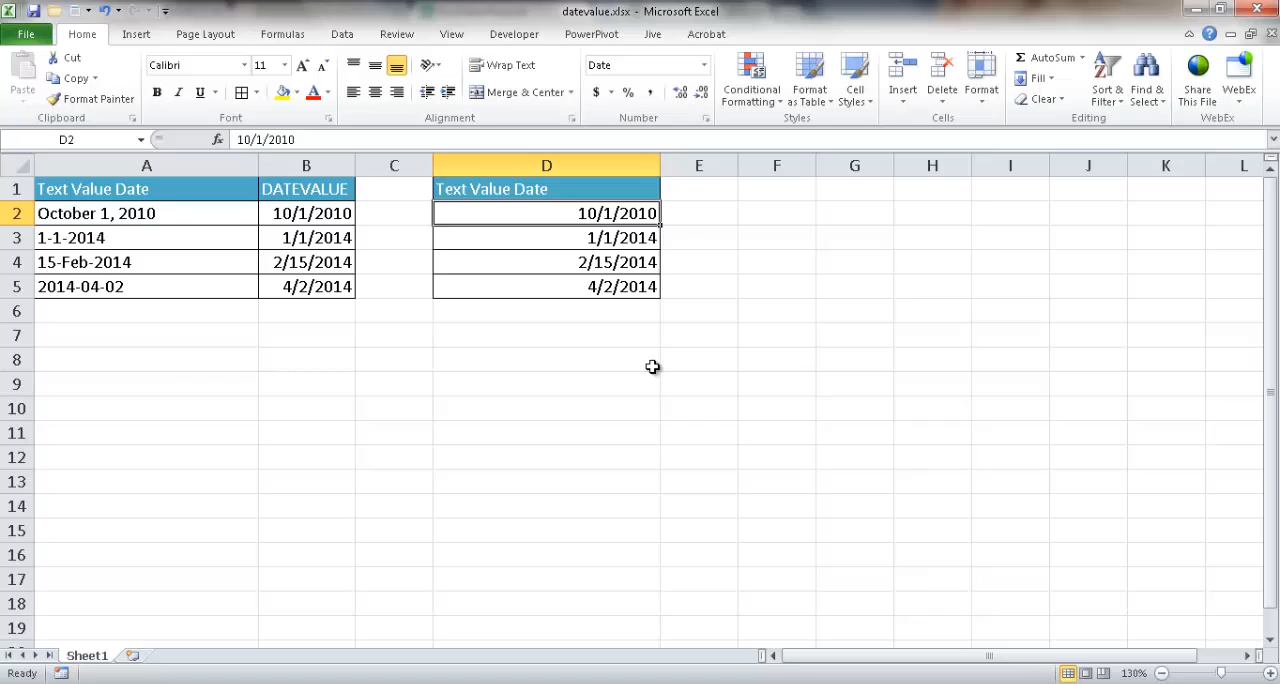 datevalue.xlsx - Microsoft Excel
File Home Insert Page Layout Formulas Data Review View Developer PowerPivot Jive Acrobat
Paste
Cut
Copy
Format Painter
Clipboard
Calibri 11
B I U
Font
Wrap Text
Merge & Center
Alignment
Date
$ % ,
Number
Conditional Formatting
Format as Table
Cell Styles
Styles
Insert Delete Format
Cells
AutoSum
Fill
Clear
Sort & Filter
Find & Select
Editing
Share This File
WebEx
WebEx
D2 fx 10/1/2010
A B C D E F G H I J K L
1 Text Value Date DATEVALUE Text Value Date
2 October 1, 2010 10/1/2010 10/1/2010
3 1-1-2014 1/1/2014 1/1/2014
4 15-Feb-2014 2/15/2014 2/15/2014
5 2014-04-02 4/2/2014 4/2/2014
6
7
8
9
10
11
12
13
14
15
16
17
18
19
Sheet1
Ready 130%